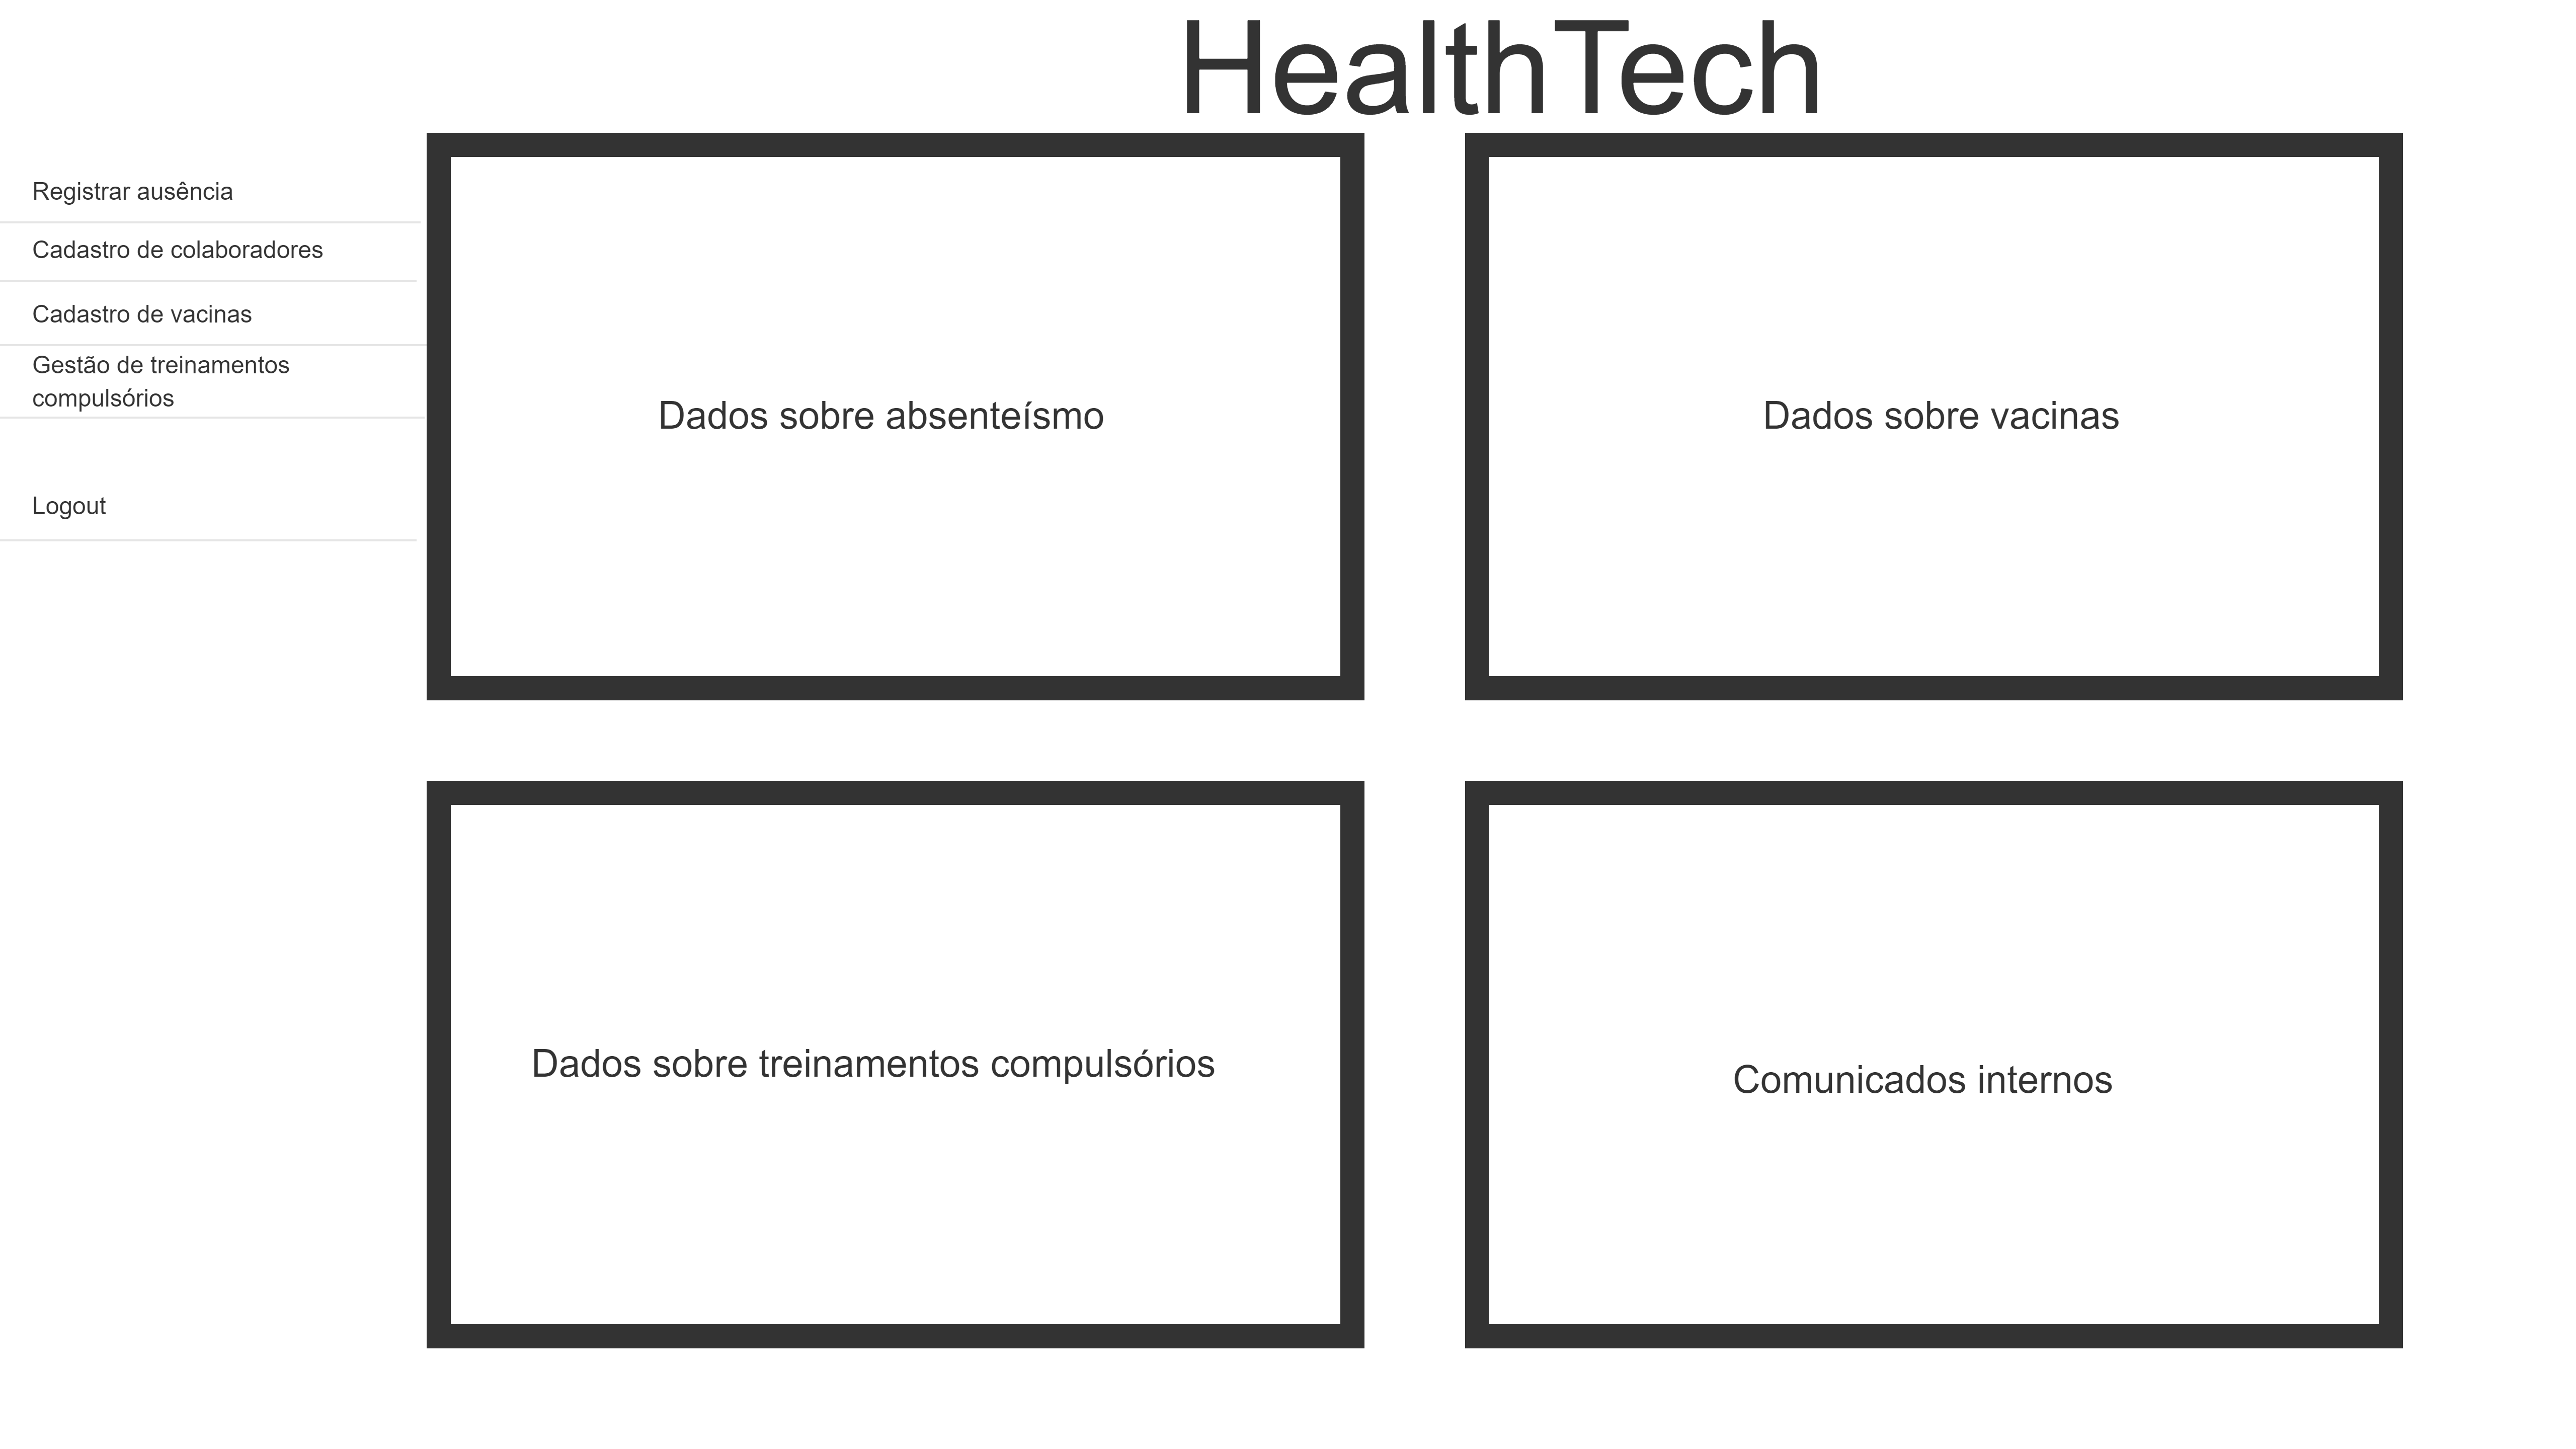 HealthTech
Registrar ausência
Cadastro de colaboradores
Cadastro de vacinas
Gestão de treinamentos
compulsórios
Logout
Dados sobre absenteísmo
Dados sobre vacinas
Dados sobre treinamentos compulsórios
Comunicados internos